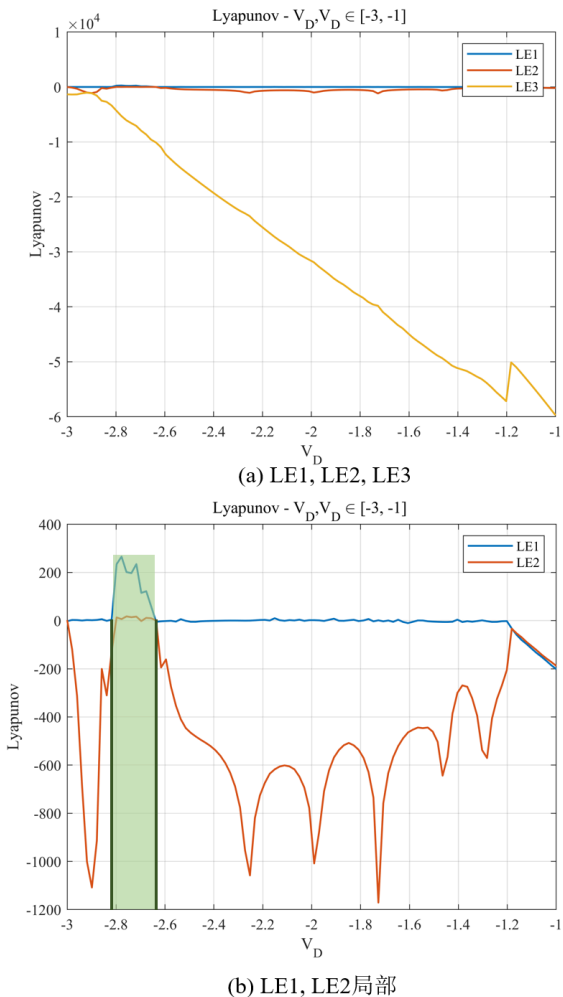 Lyapunov - V_D,V_D ∈ [-3, -1]
×10^4
1
0
-1
-2
-3
-4
-5
-6
Lyapunov
LE1
LE2
LE3
-3 -2.8 -2.6 -2.4 -2.2 -2 -1.8 -1.6 -1.4 -1.2 -1
V_D
(a) LE1, LE2, LE3
Lyapunov - V_D,V_D ∈ [-3, -1]
400
200
0
-200
-400
-600
-800
-1000
-1200
Lyapunov
LE1
LE2
-3 -2.8 -2.6 -2.4 -2.2 -2 -1.8 -1.6 -1.4 -1.2 -1
V_D
(b) LE1, LE2局部